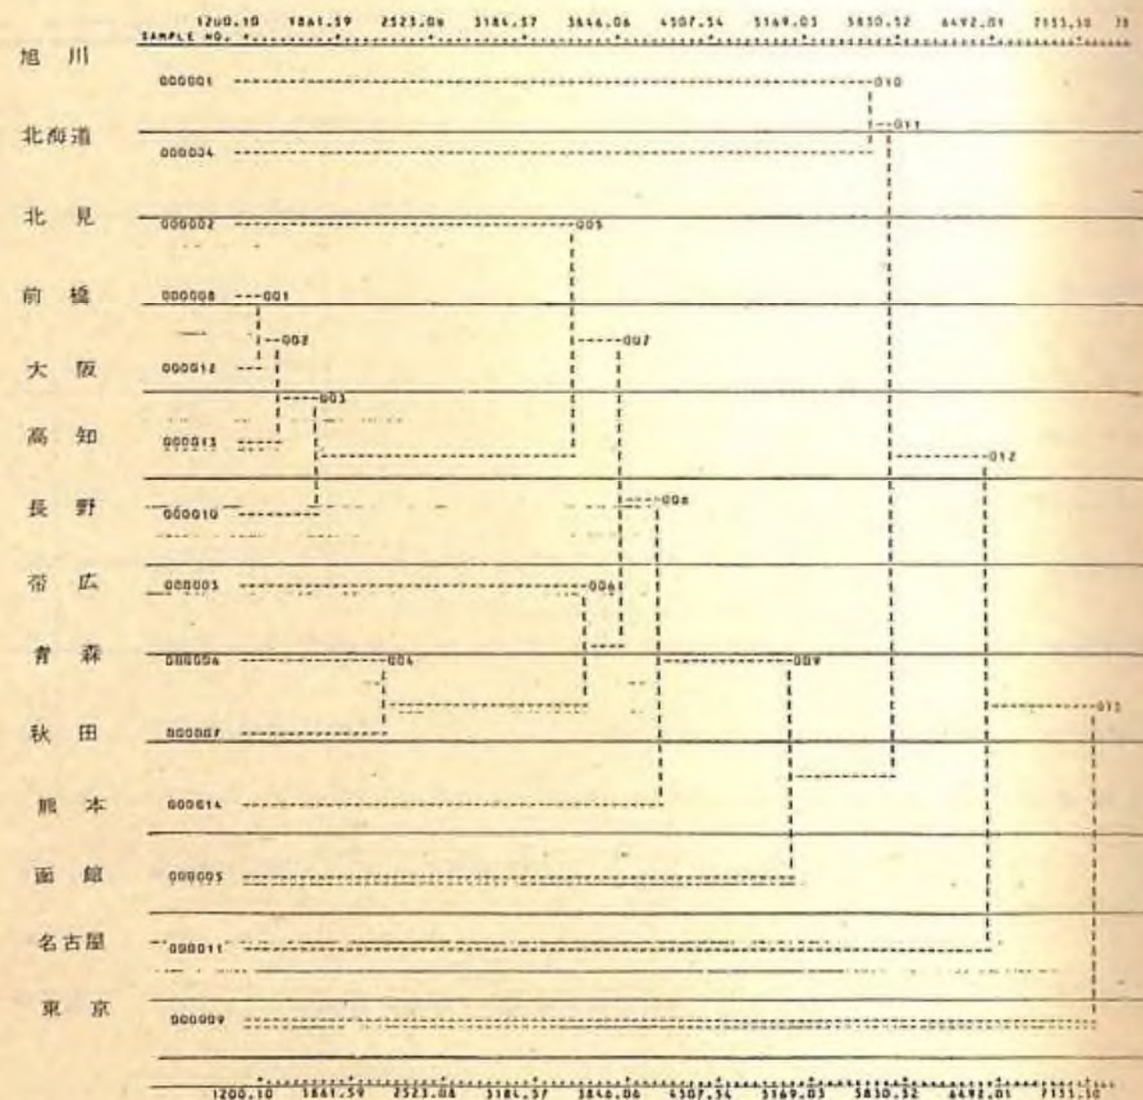 1200.10 1861.59 2523.08 3184.57 3846.06 4507.54 5169.03 5830.52 6492.01 7153.50
SAMPLE NO.
旭川
000001 010
011
北海道
000004
北見 000002 005
前橋 000008 001
002 007
大阪 000012
003
高知 000013
012
008
長野 000010
帯広 000003 006
青森 000006 004 009
013
秋田 000007
熊本 000014
函館 000005
名古屋 000011
東京 000009
1200.10 1861.59 2523.08 3184.57 3846.06 4507.54 5169.03 5830.52 6492.01 7153.50